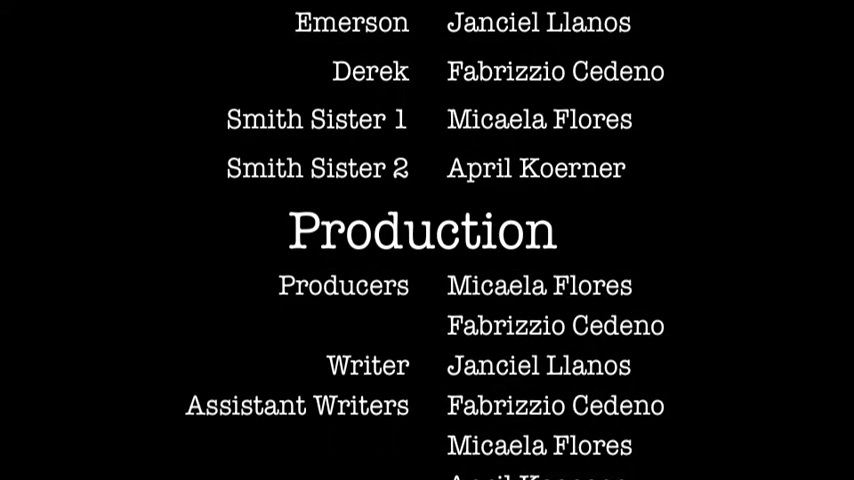 Emerson Janciel Llanos
Derek Fabrizzio Cedeno
Smith Sister 1 Micaela Flores
Smith Sister 2 April Koerner
Production
Producers Micaela Flores
Fabrizzio Cedeno
Writer Janciel Llanos
Assistant Writers Fabrizzio Cedeno
Micaela Flores